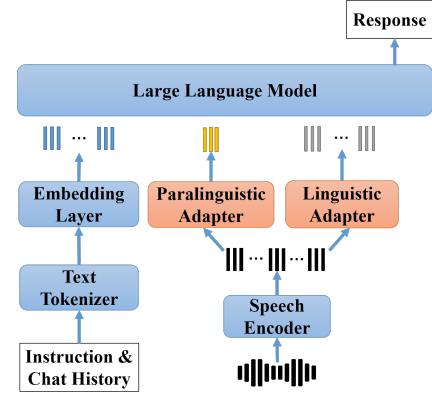 Response
Large Language Model
... ...
Embedding
Layer
Paralinguistic
Adapter
Linguistic
Adapter
... ...
Text
Tokenizer
Speech
Encoder
Instruction &
Chat History